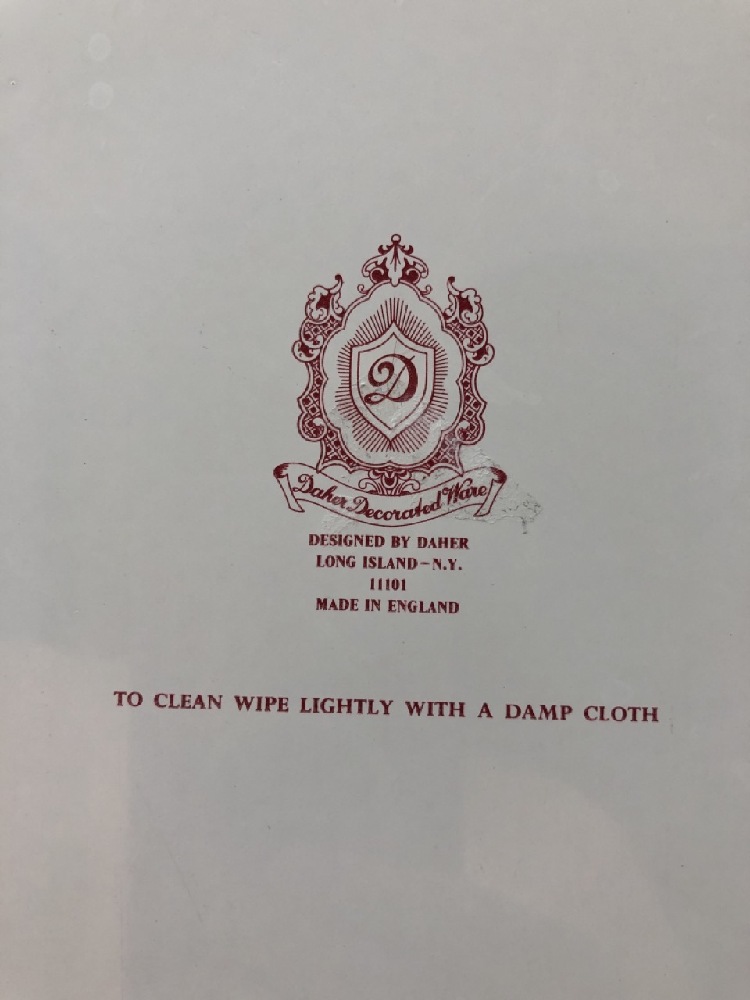 D
Daher Decorated Ware
DESIGNED BY DAHER
LONG ISLAND-N.Y.
11101
MADE IN ENGLAND
TO CLEAN WIPE LIGHTLY WITH A DAMP CLOTH